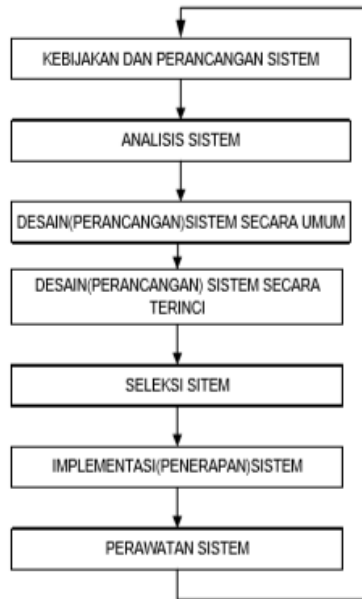 KEBIJAKAN DAN PERANCANGAN SISTEM
ANALISIS SISTEM
DESAIN(PERANCANGAN)SISTEM SECARA UMUM
DESAIN(PERANCANGAN) SISTEM SECARA
TERINCI
SELEKSI SITEM
IMPLEMENTASI(PENERAPAN)SISTEM
PERAWATAN SISTEM